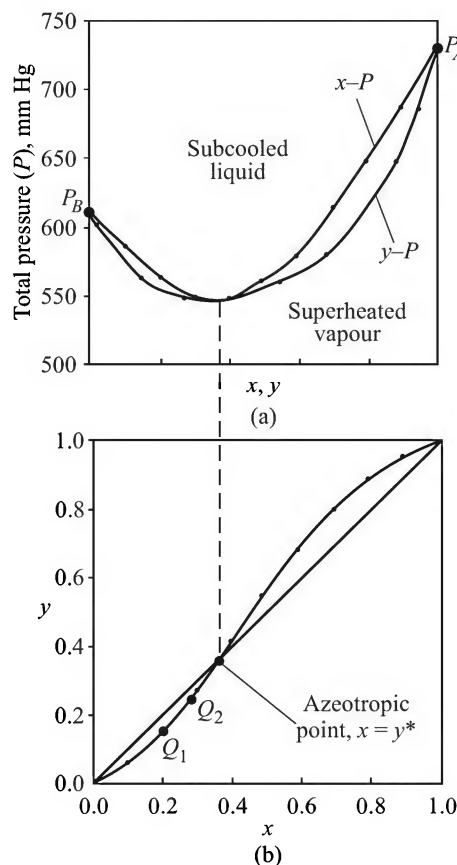 750
700
650
600
550
500
Total pressure (P), mm Hg
P_A
P_B
x–P
Subcooled
liquid
y–P
Superheated
vapour
x, y
(a)
1.0
0.8
0.6
0.4
0.2
0.0
y
Q₂
Q₁
Azeotropic
point, x = y*
0.0 0.2 0.4 0.6 0.8 1.0
x
(b)